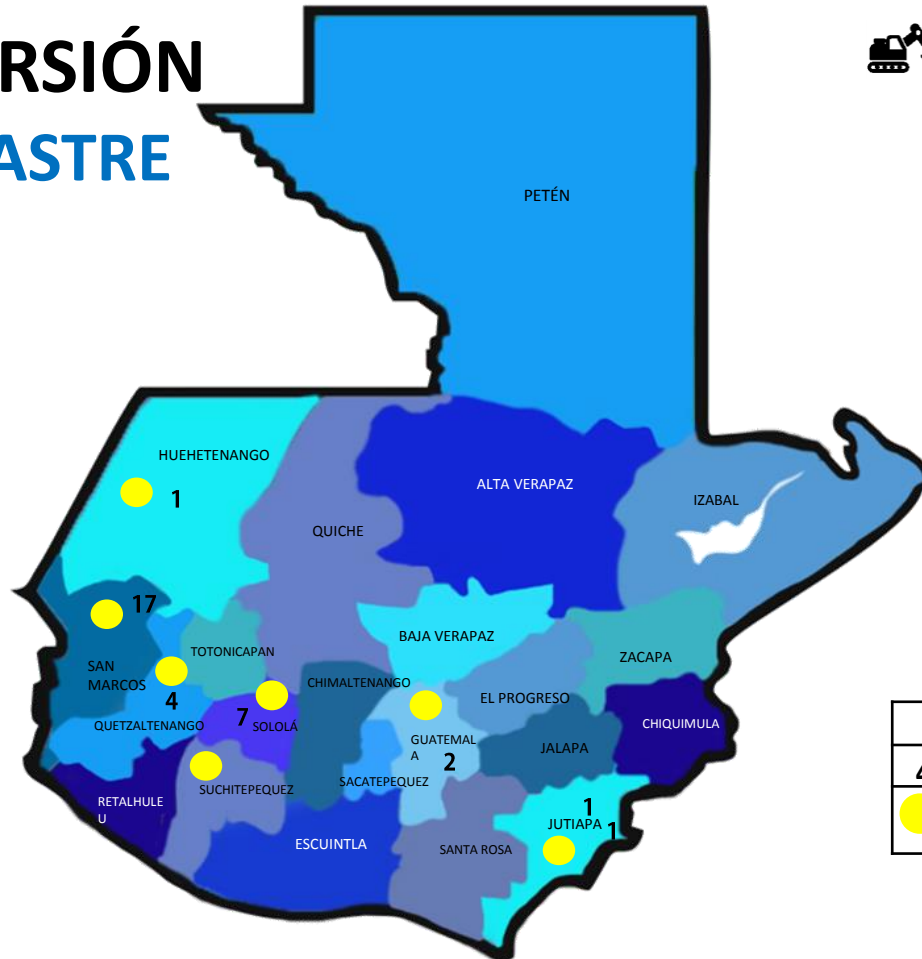 RSIÓN
ASTRE
PETÉN
HUEHETENANGO
1
ALTA VERAPAZ
IZABAL
QUICHE
17
BAJA VERAPAZ
TOTONICAPAN
ZACAPA
SAN
MARCOS
CHIMALTENANGO
EL PROGRESO
4
7
QUETZALTENANGO
SOLOLÁ
CHIQUIMULA
GUATEMAL
A
2
JALAPA
SACATEPEQUEZ
SUCHITEPEQUEZ
RETALHULE
U
1
JUTIAPA
1
ESCUINTLA
SANTA ROSA